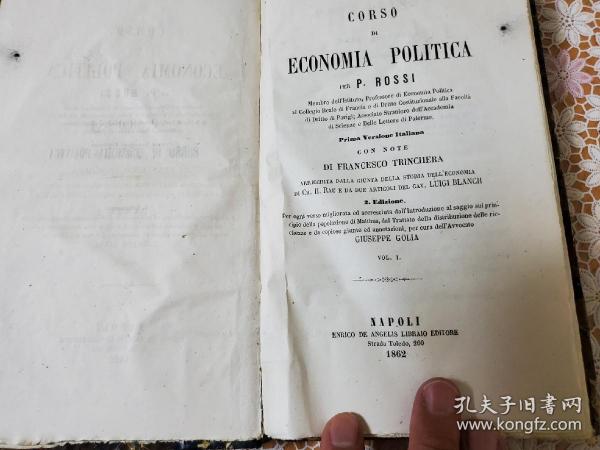 CORSO
DI
ECONOMIA POLITICA
PER P. ROSSI
Membro dell'Istituto, Professore di Economia Politica
al Collegio Reale di Francia e di Dritto Costituzionale alla Facoltà
di Dritto di Parigi; Associato Straniero dell'Accademia
di Scienze e Belle Lettere di Palermo.
Prima Versione Italiana
CON NOTE
DI FRANCESCO TRINCHERA
ARRICCHITA DALLA GIUNTA DELLA STORIA DELL'ECONOMIA
DI CH. H. RAU E DA DUE ARTICOLI DEL CAV. LUIGI BLANCH
2. Edizione.
Per ogni verso migliorata ed accresciuta dall'Introduzione al saggio sul prin-
cipio della popolazione di Malthus, dal Trattato della distribuzione delle ric-
chezze e da copiose giunte ed annotazioni, per cura dell'Avvocato
GIUSEPPE GOLIA
VOL. I.
NAPOLI
ENRICO DE ANGELIS LIBRAIO EDITORE
Strada Toledo, 260
1862
孔夫子旧书网
www.kongfz.com